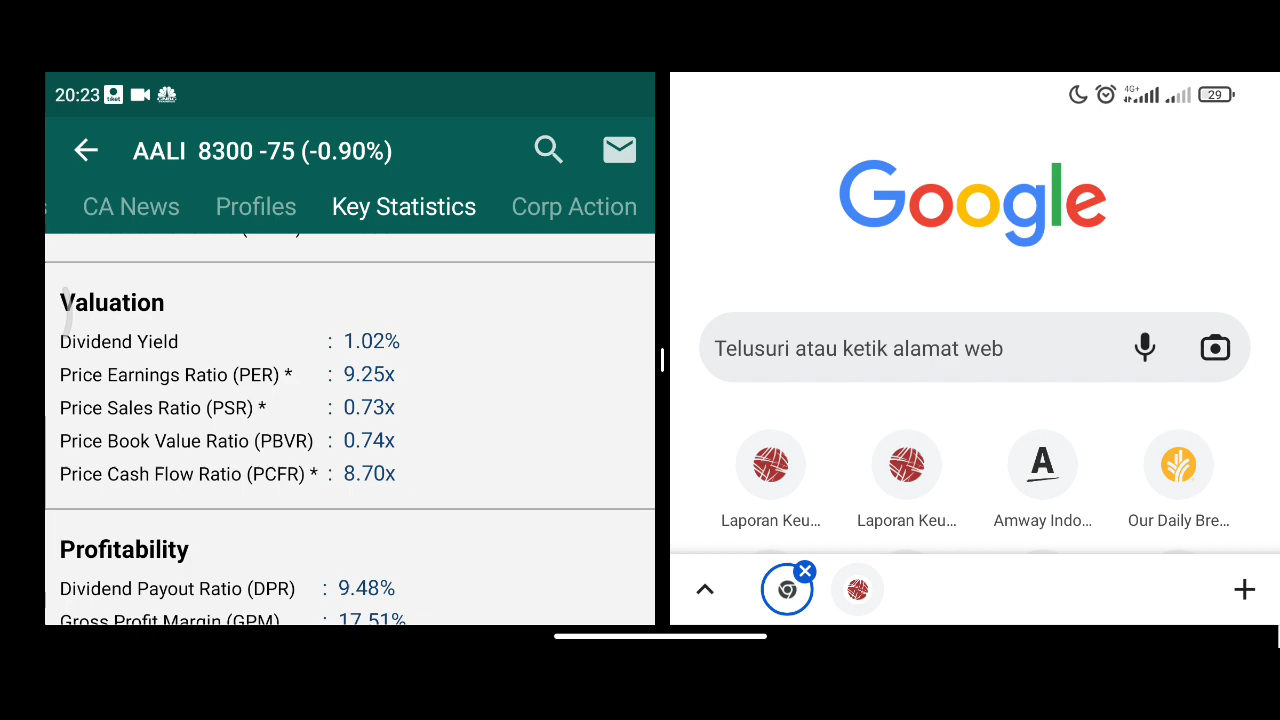 20:23
AALI 8300 -75 (-0.90%)
CA News Profiles Key Statistics Corp Action
Valuation
Dividend Yield : 1.02%
Price Earnings Ratio (PER) * : 9.25x
Price Sales Ratio (PSR) * : 0.73x
Price Book Value Ratio (PBVR) : 0.74x
Price Cash Flow Ratio (PCFR) * : 8.70x
Profitability
Dividend Payout Ratio (DPR) : 9.48%
Gross Profit Margin (GPM) : 17.51%
4G+ 29
Google
Telusuri atau ketik alamat web
A
Laporan Keu... Laporan Keu... Amway Indo... Our Daily Bre...